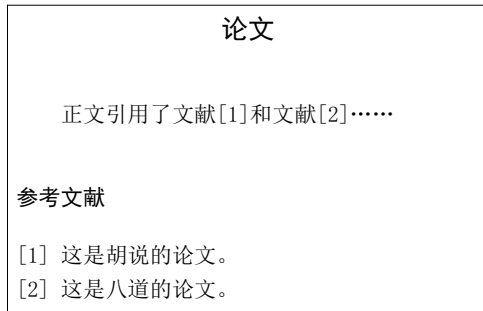 论文
正文引用了文献[1]和文献[2]……
参考文献
[1] 这是胡说的论文。
[2] 这是八道的论文。